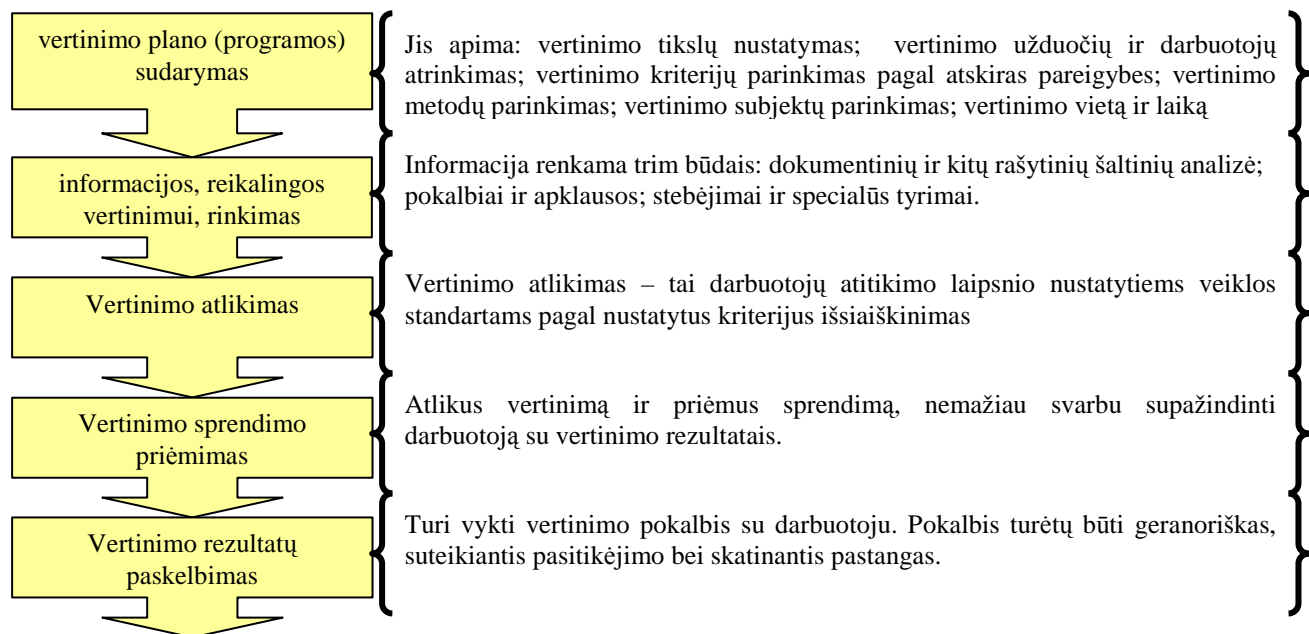 vertinimo plano (programos)
sudarymas
Jis apima: vertinimo tikslų nustatymas; vertinimo užduočių ir darbuotojų
atrinkimas; vertinimo kriterijų parinkimas pagal atskiras pareigybes; vertinimo
metodų parinkimas; vertinimo subjektų parinkimas; vertinimo vietą ir laiką
informacijos, reikalingos
vertinimui, rinkimas
Informacija renkama trim būdais: dokumentinių ir kitų rašytinių šaltinių analizė;
pokalbiai ir apklausos; stebėjimai ir specialūs tyrimai.
Vertinimo atlikimas
Vertinimo atlikimas – tai darbuotojų atitikimo laipsnio nustatytiems veiklos
standartams pagal nustatytus kriterijus išsiaiškinimas
Vertinimo sprendimo
priėmimas
Atlikus vertinimą ir priėmus sprendimą, nemažiau svarbu supažindinti
darbuotoją su vertinimo rezultatais.
Vertinimo rezultatų
paskelbimas
Turi vykti vertinimo pokalbis su darbuotoju. Pokalbis turėtų būti geranoriškas,
suteikiantis pasitikėjimo bei skatinantis pastangas.